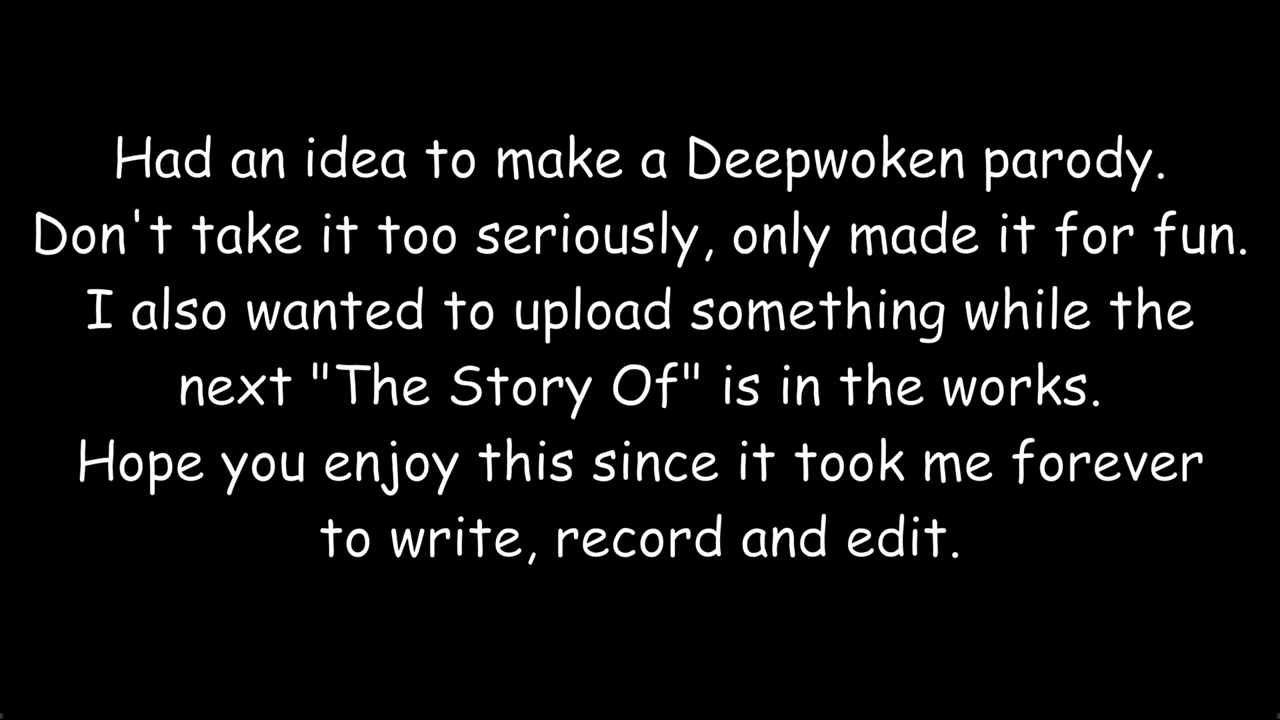 Had an idea to make a Deepwoken parody.
Don't take it too seriously, only made it for fun.
I also wanted to upload something while the
next "The Story Of" is in the works.
Hope you enjoy this since it took me forever
to write, record and edit.